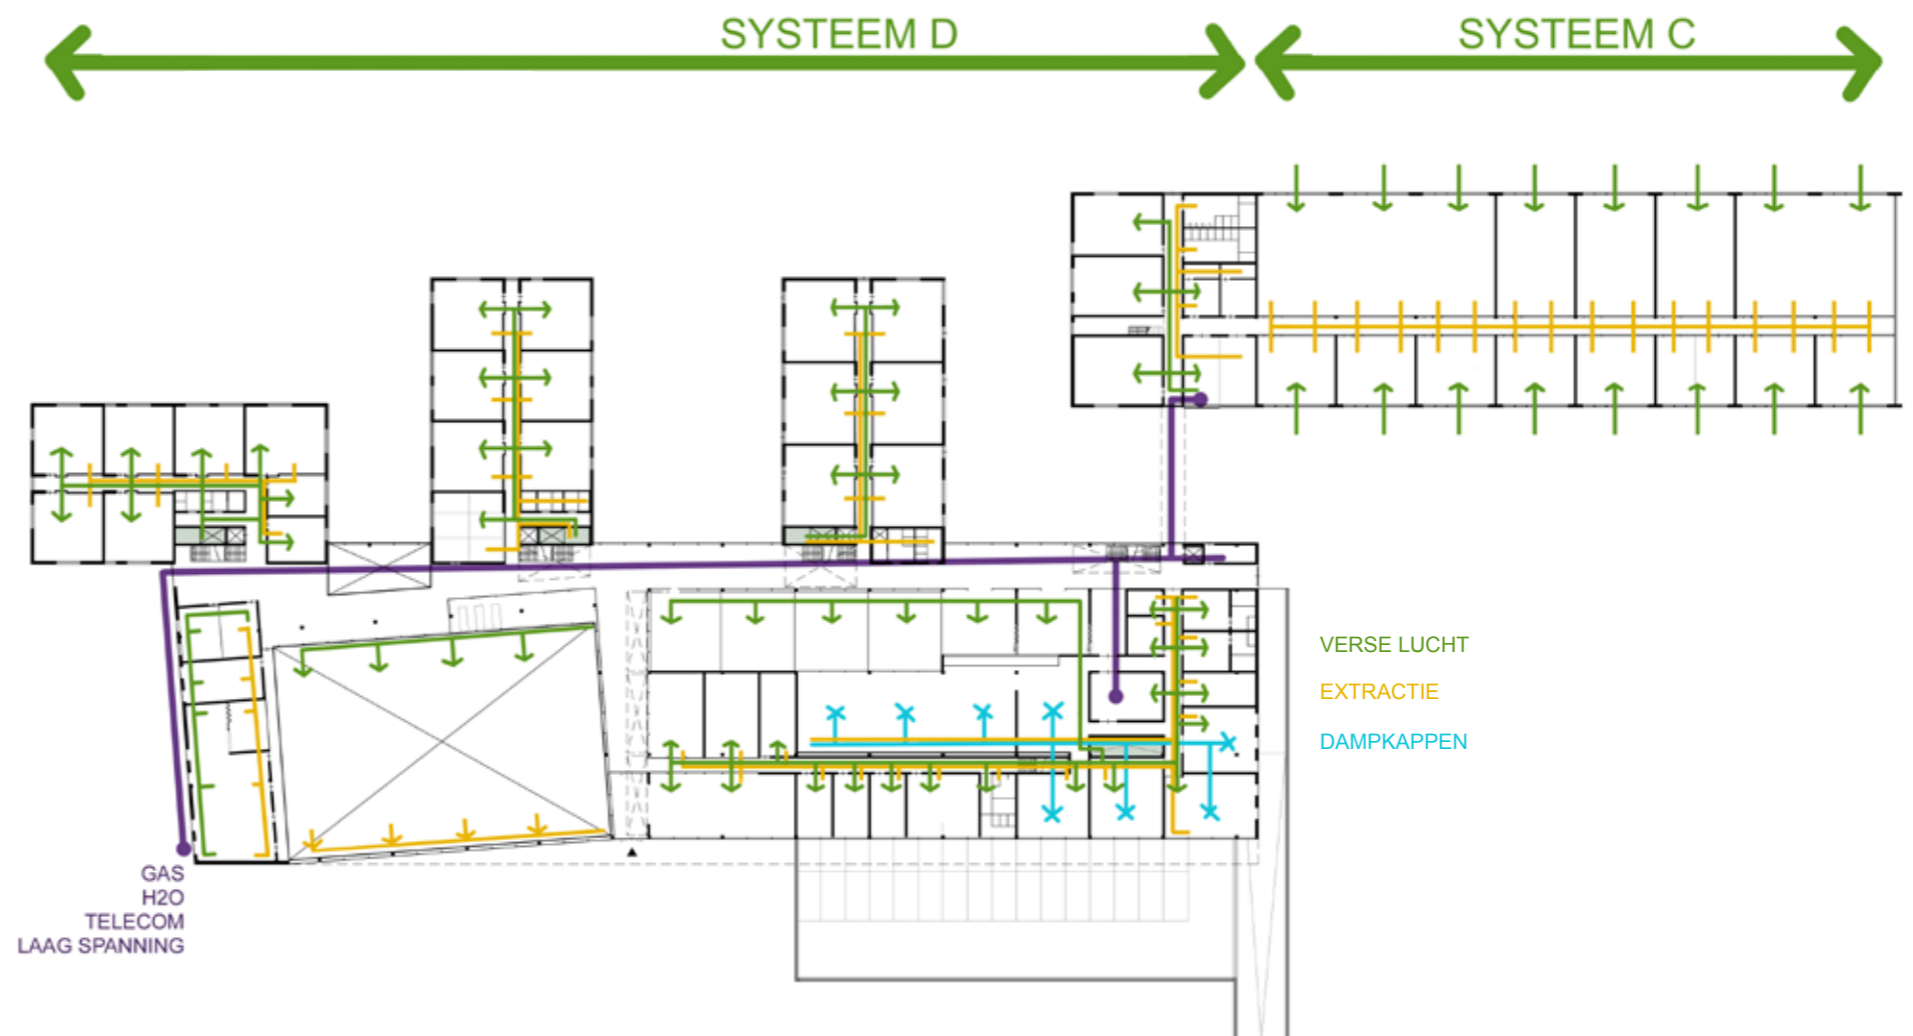 SYSTEEM D
SYSTEEM C
VERSE LUCHT
EXTRACTIE
DAMPKAPPEN
GAS
H2O
TELECOM
LAAG SPANNING